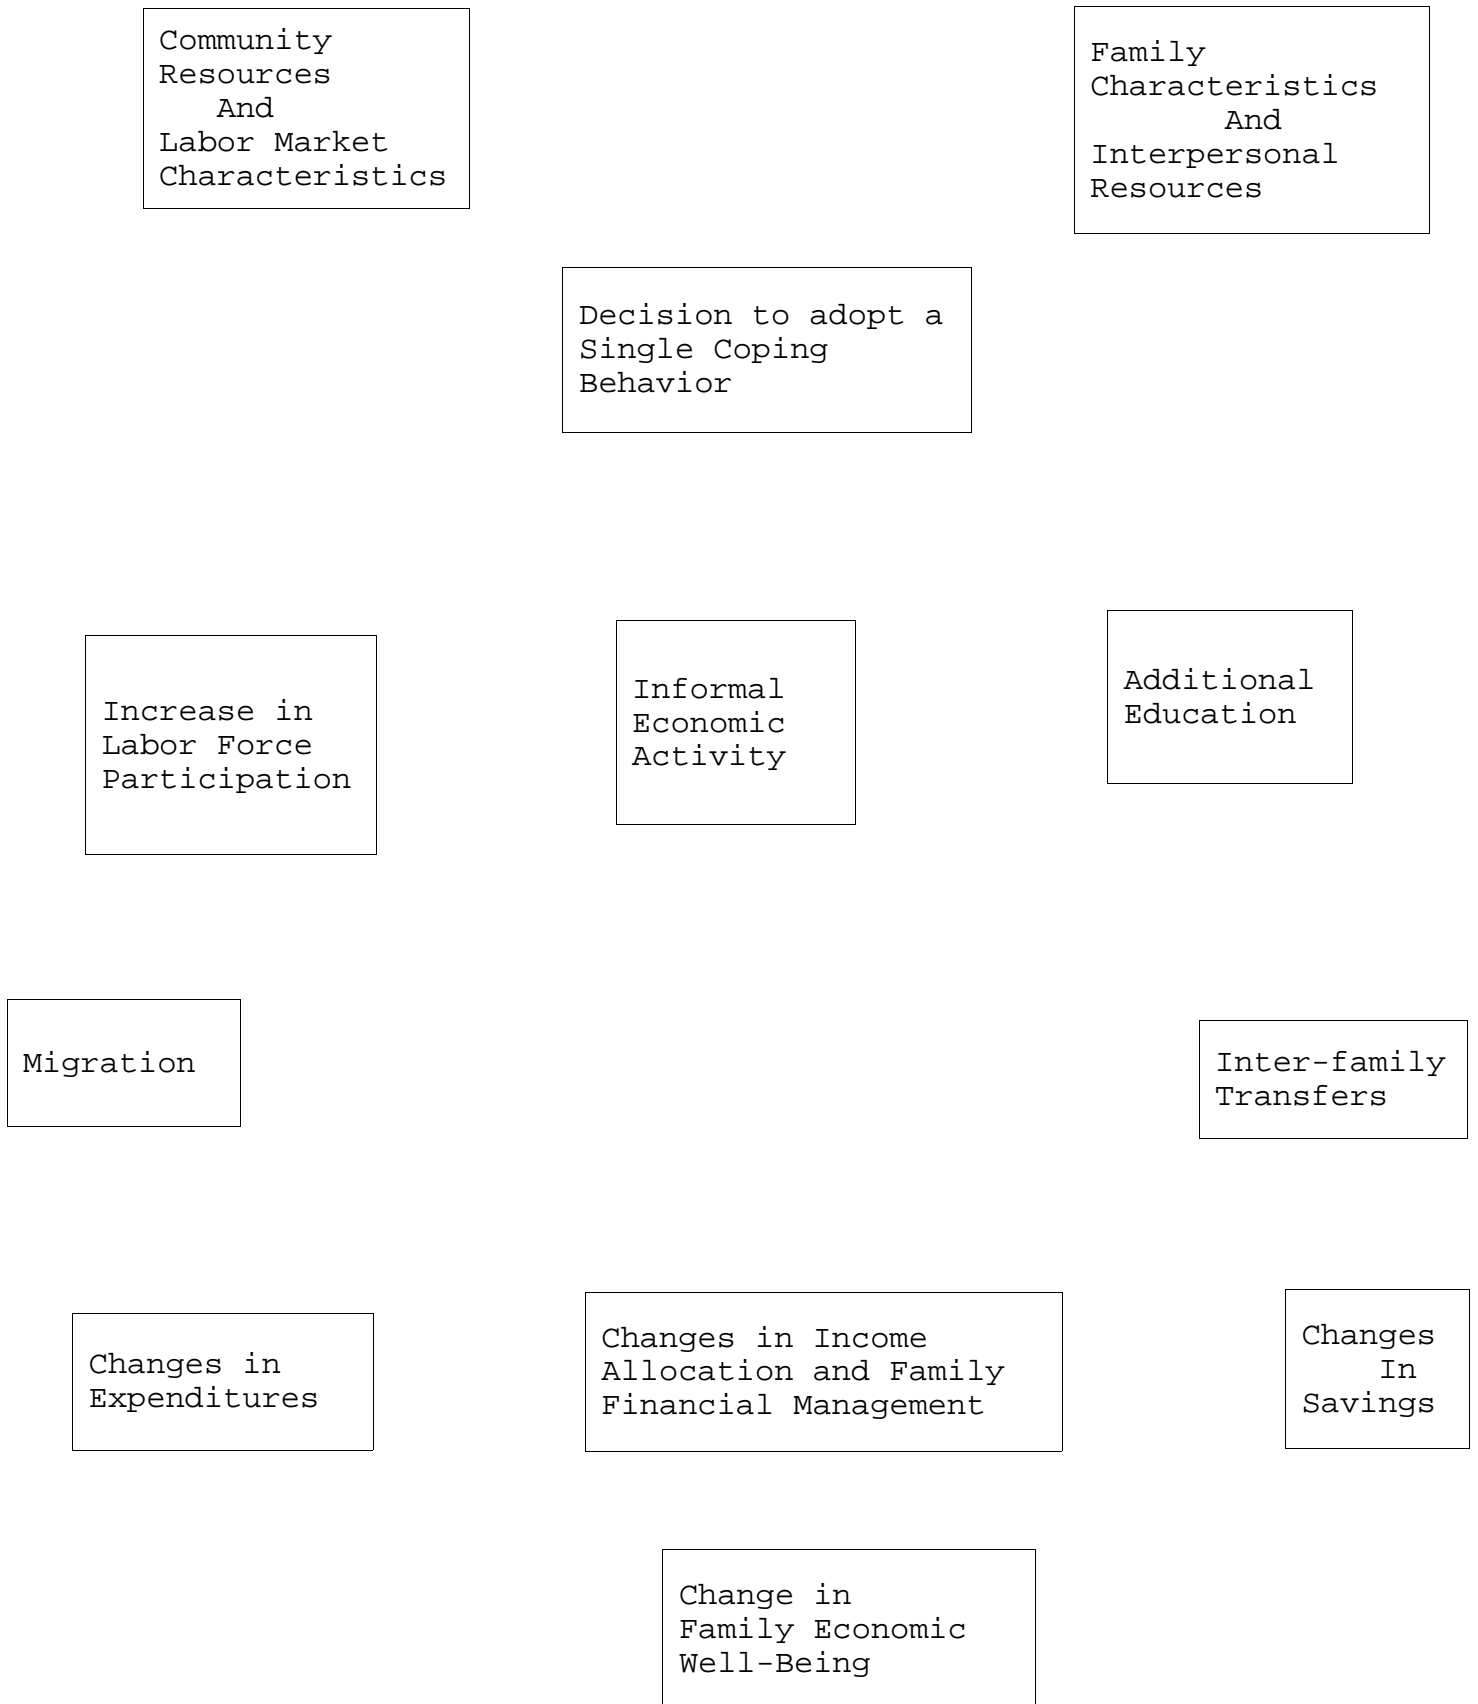 Community
Resources
And
Labor Market
Characteristics
Family
Characteristics
And
Interpersonal
Resources
Decision to adopt a
Single Coping
Behavior
Increase in
Labor Force
Participation
Informal
Economic
Activity
Additional
Education
Migration
Inter-family
Transfers
Changes in
Expenditures
Changes in Income
Allocation and Family
Financial Management
Changes
In
Savings
Change in
Family Economic
Well-Being